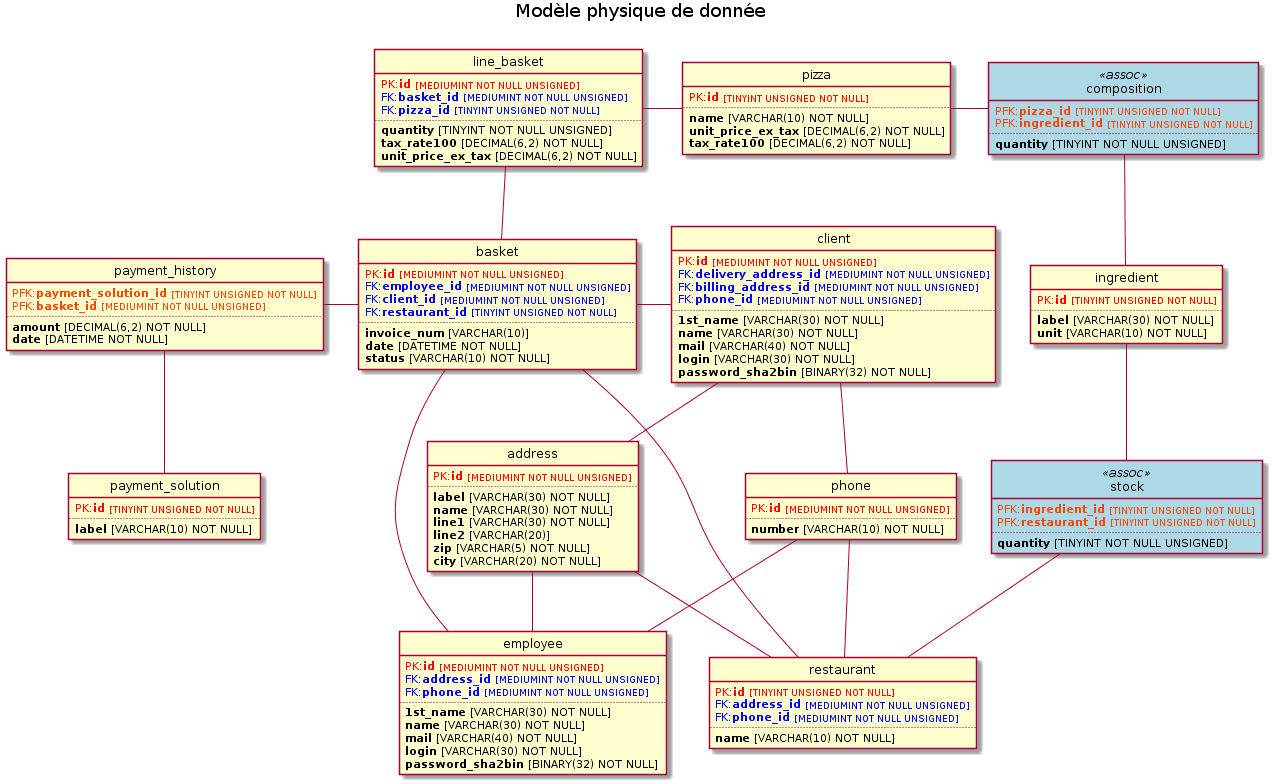 Modèle physique de donnée
line_basket
PK:id [MEDIUMINT NOT NULL UNSIGNED]
FK:basket_id [MEDIUMINT NOT NULL UNSIGNED]
FK:pizza_id [TINYINT UNSIGNED NOT NULL]
quantity [TINYINT NOT NULL UNSIGNED]
tax_rate100 [DECIMAL(6,2) NOT NULL]
unit_price_ex_tax [DECIMAL(6,2) NOT NULL]
pizza
PK:id [TINYINT UNSIGNED NOT NULL]
name [VARCHAR(10) NOT NULL]
unit_price_ex_tax [DECIMAL(6,2) NOT NULL]
tax_rate100 [DECIMAL(6,2) NOT NULL]
«assoc»
composition
PFK:pizza_id [TINYINT UNSIGNED NOT NULL]
PFK:ingredient_id [TINYINT UNSIGNED NOT NULL]
quantity [TINYINT NOT NULL UNSIGNED]
payment_history
PFK:payment_solution_id [TINYINT UNSIGNED NOT NULL]
PFK:basket_id [MEDIUMINT NOT NULL UNSIGNED]
amount [DECIMAL(6,2) NOT NULL]
date [DATETIME NOT NULL]
basket
PK:id [MEDIUMINT NOT NULL UNSIGNED]
FK:employee_id [MEDIUMINT NOT NULL UNSIGNED]
FK:client_id [MEDIUMINT NOT NULL UNSIGNED]
FK:restaurant_id [TINYINT UNSIGNED NOT NULL]
invoice_num [VARCHAR(10)]
date [DATETIME NOT NULL]
status [VARCHAR(10) NOT NULL]
client
PK:id [MEDIUMINT NOT NULL UNSIGNED]
FK:delivery_address_id [MEDIUMINT NOT NULL UNSIGNED]
FK:billing_address_id [MEDIUMINT NOT NULL UNSIGNED]
FK:phone_id [MEDIUMINT NOT NULL UNSIGNED]
1st_name [VARCHAR(30) NOT NULL]
name [VARCHAR(30) NOT NULL]
mail [VARCHAR(40) NOT NULL]
login [VARCHAR(30) NOT NULL]
password_sha2bin [BINARY(32) NOT NULL]
ingredient
PK:id [TINYINT UNSIGNED NOT NULL]
label [VARCHAR(30) NOT NULL]
unit [VARCHAR(10) NOT NULL]
payment_solution
PK:id [TINYINT UNSIGNED NOT NULL]
label [VARCHAR(10) NOT NULL]
address
PK:id [MEDIUMINT NOT NULL UNSIGNED]
label [VARCHAR(30) NOT NULL]
name [VARCHAR(30) NOT NULL]
line1 [VARCHAR(30) NOT NULL]
line2 [VARCHAR(20)]
zip [VARCHAR(5) NOT NULL]
city [VARCHAR(20) NOT NULL]
phone
PK:id [MEDIUMINT NOT NULL UNSIGNED]
number [VARCHAR(10) NOT NULL]
«assoc»
stock
PFK:ingredient_id [TINYINT UNSIGNED NOT NULL]
PFK:restaurant_id [TINYINT UNSIGNED NOT NULL]
quantity [TINYINT NOT NULL UNSIGNED]
employee
PK:id [MEDIUMINT NOT NULL UNSIGNED]
FK:address_id [MEDIUMINT NOT NULL UNSIGNED]
FK:phone_id [MEDIUMINT NOT NULL UNSIGNED]
1st_name [VARCHAR(30) NOT NULL]
name [VARCHAR(30) NOT NULL]
mail [VARCHAR(40) NOT NULL]
login [VARCHAR(30) NOT NULL]
password_sha2bin [BINARY(32) NOT NULL]
restaurant
PK:id [TINYINT UNSIGNED NOT NULL]
FK:address_id [MEDIUMINT NOT NULL UNSIGNED]
FK:phone_id [MEDIUMINT NOT NULL UNSIGNED]
name [VARCHAR(10) NOT NULL]